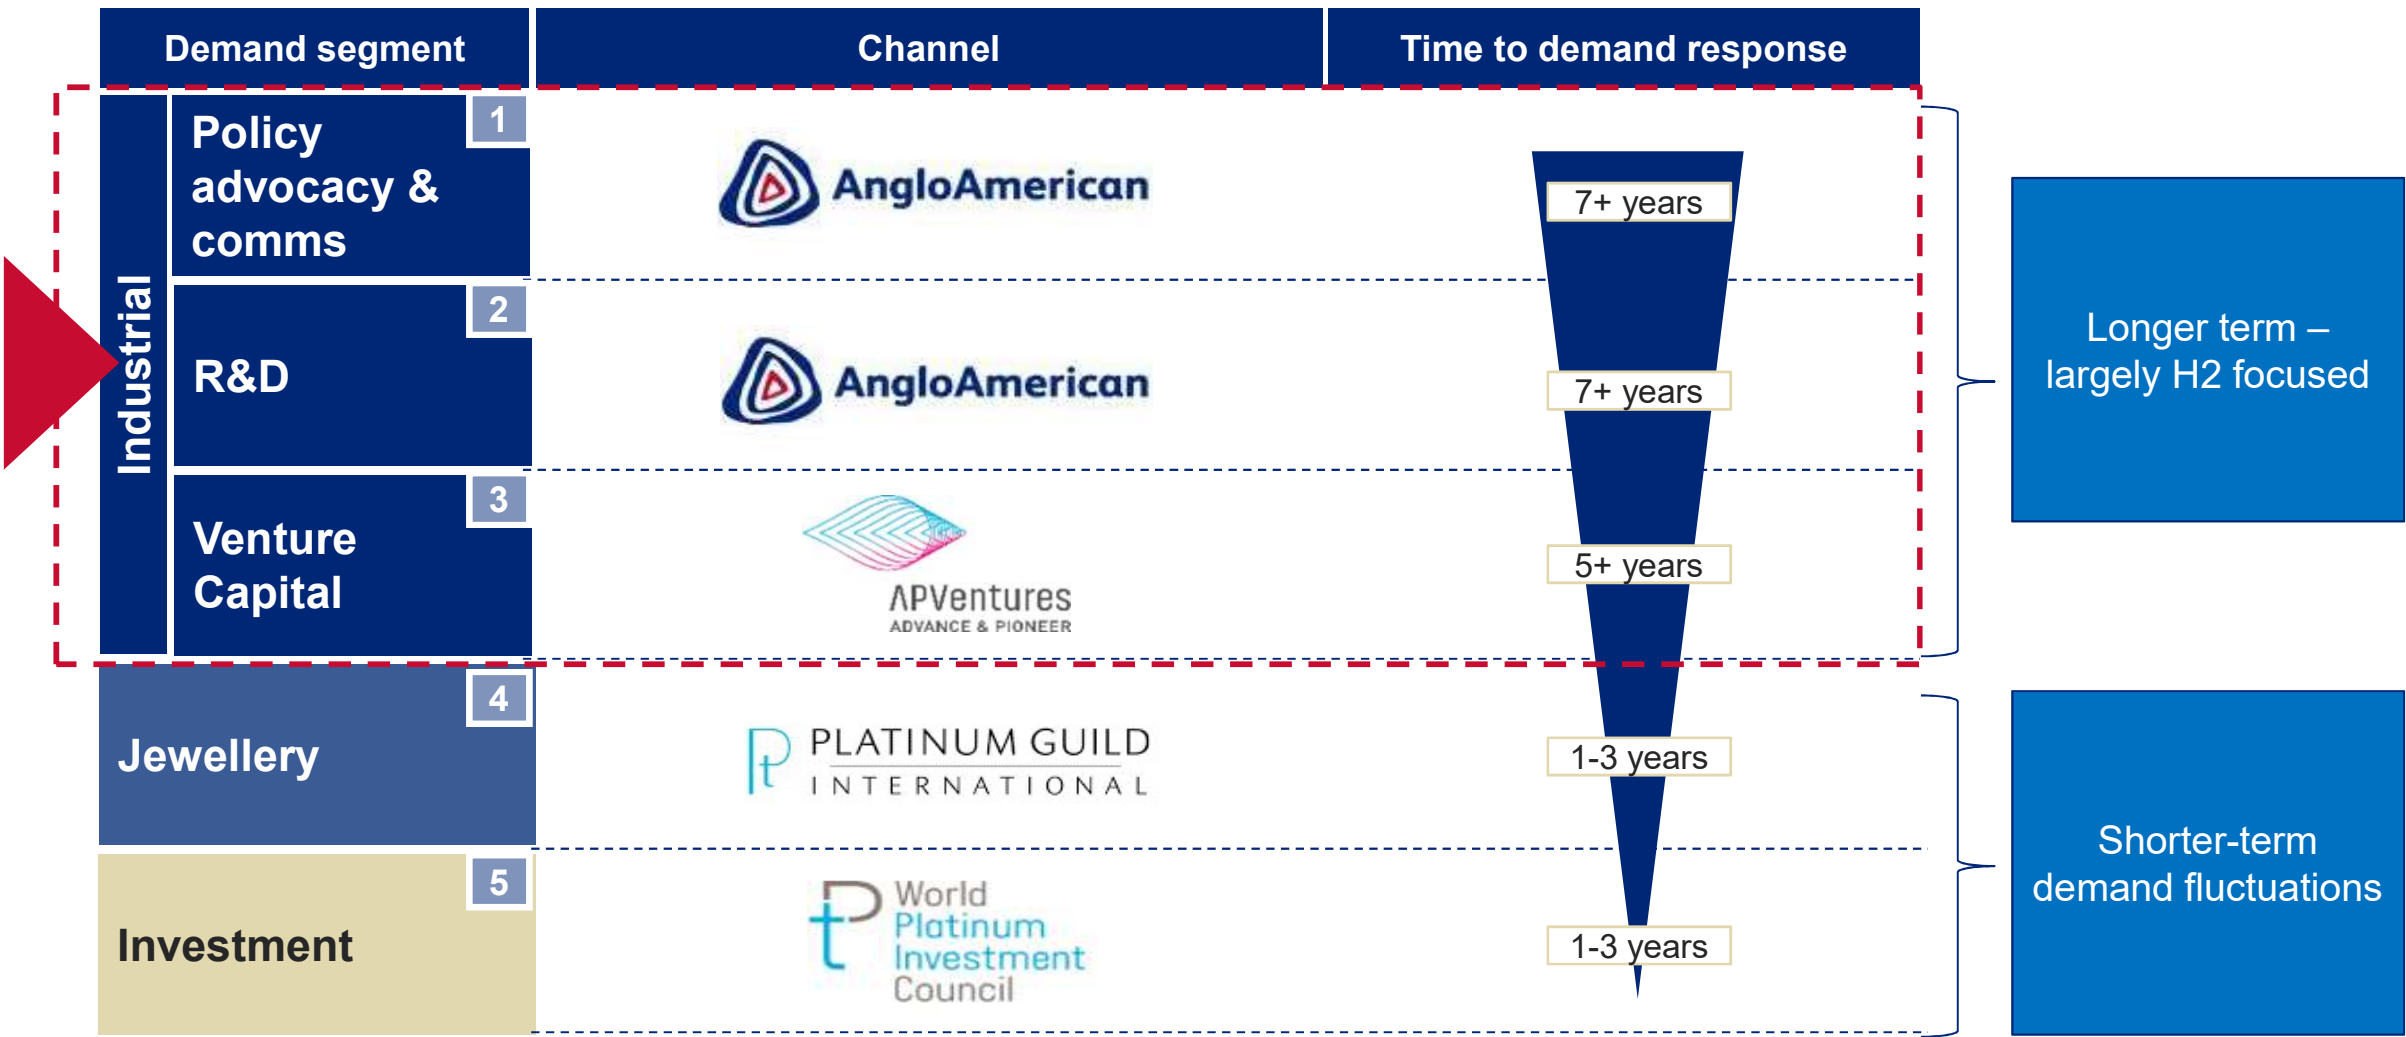 Demand segment
Channel
Time to demand response
Industrial
Policy
advocacy &
comms
1
AngloAmerican
7+ years
R&D
2
AngloAmerican
7+ years
Venture
Capital
3
APVentures
ADVANCE & PIONEER
5+ years
Longer term –
largely H2 focused
Jewellery
4
Pt
PLATINUM GUILD
INTERNATIONAL
1-3 years
Investment
5
World
Platinum
Investment
Council
1-3 years
Shorter-term
demand fluctuations